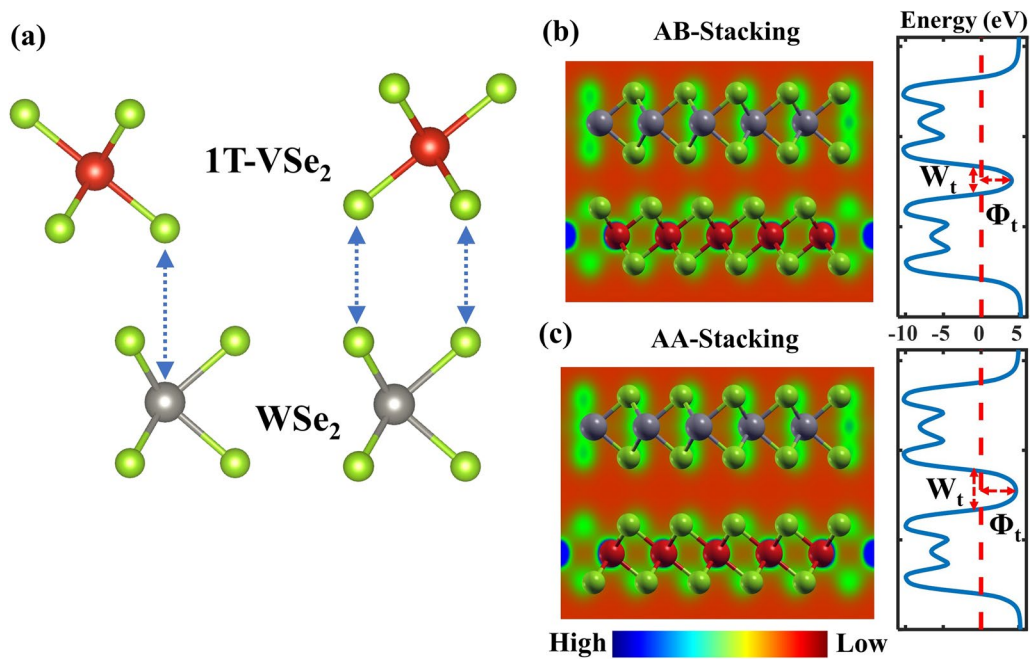 (a)
1T-VSe₂
WSe₂
(b)
AB-Stacking
Energy (eV)
Wₜ
Φₜ
-10 -5 0 5
(c)
AA-Stacking
Wₜ
Φₜ
High
Low